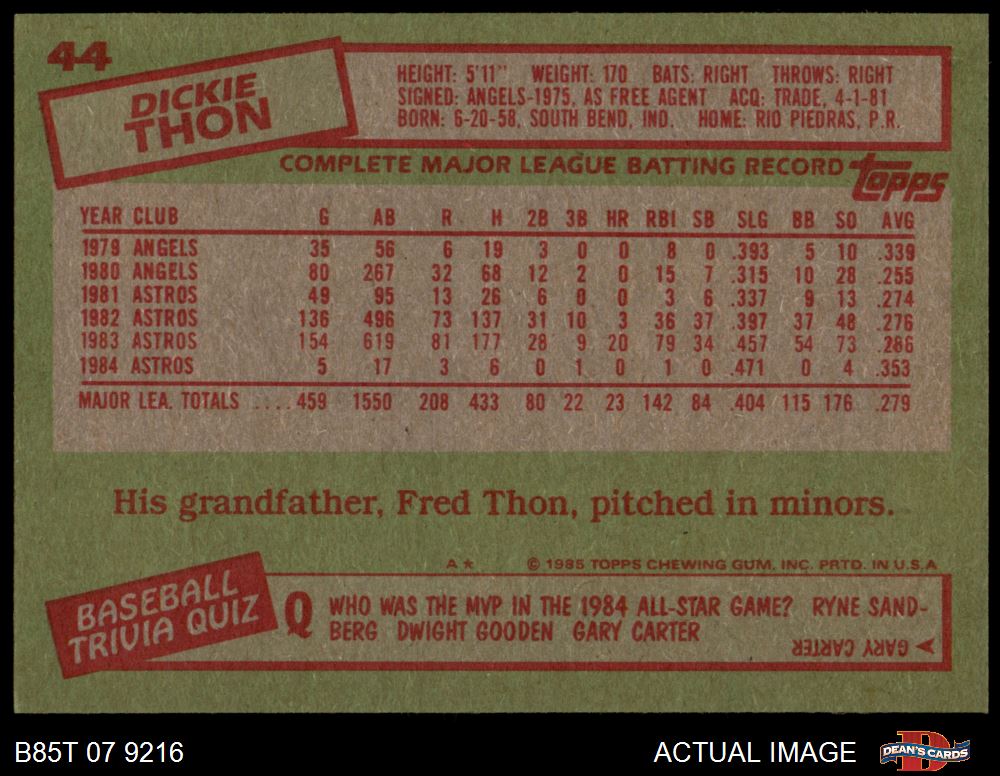 44
DICKIE
THON
HEIGHT: 5'11" WEIGHT: 170 BATS: RIGHT THROWS: RIGHT
SIGNED: ANGELS-1975, AS FREE AGENT ACQ: TRADE, 4-1-81
BORN: 6-20-58, SOUTH BEND, IND. HOME: RIO PIEDRAS, P.R.
COMPLETE MAJOR LEAGUE BATTING RECORD topps
YEAR CLUB G AB R H 2B 3B HR RBI SB SLG BB SO AVG
1979 ANGELS 35 56 6 19 3 0 0 8 0 .393 5 10 .339
1980 ANGELS 80 267 32 68 12 2 0 15 7 .315 10 28 .255
1981 ASTROS 49 95 13 26 6 0 0 3 6 .337 9 13 .274
1982 ASTROS 136 496 73 137 31 10 3 36 37 .397 37 48 .276
1983 ASTROS 154 619 81 177 28 9 20 79 34 .457 54 73 .286
1984 ASTROS 5 17 3 6 0 1 0 1 0 .471 0 4 .353
MAJOR LEA. TOTALS ....459 1550 208 433 80 22 23 142 84 .404 115 176 .279
His grandfather, Fred Thon, pitched in minors.
A* © 1985 TOPPS CHEWING GUM, INC. PRTD. IN U.S.A
BASEBALL
TRIVIA QUIZ
Q WHO WAS THE MVP IN THE 1984 ALL-STAR GAME? RYNE SAND-
BERG DWIGHT GOODEN GARY CARTER
GARY CARTER
B85T 07 9216
ACTUAL IMAGE
D
DEAN'S CARDS